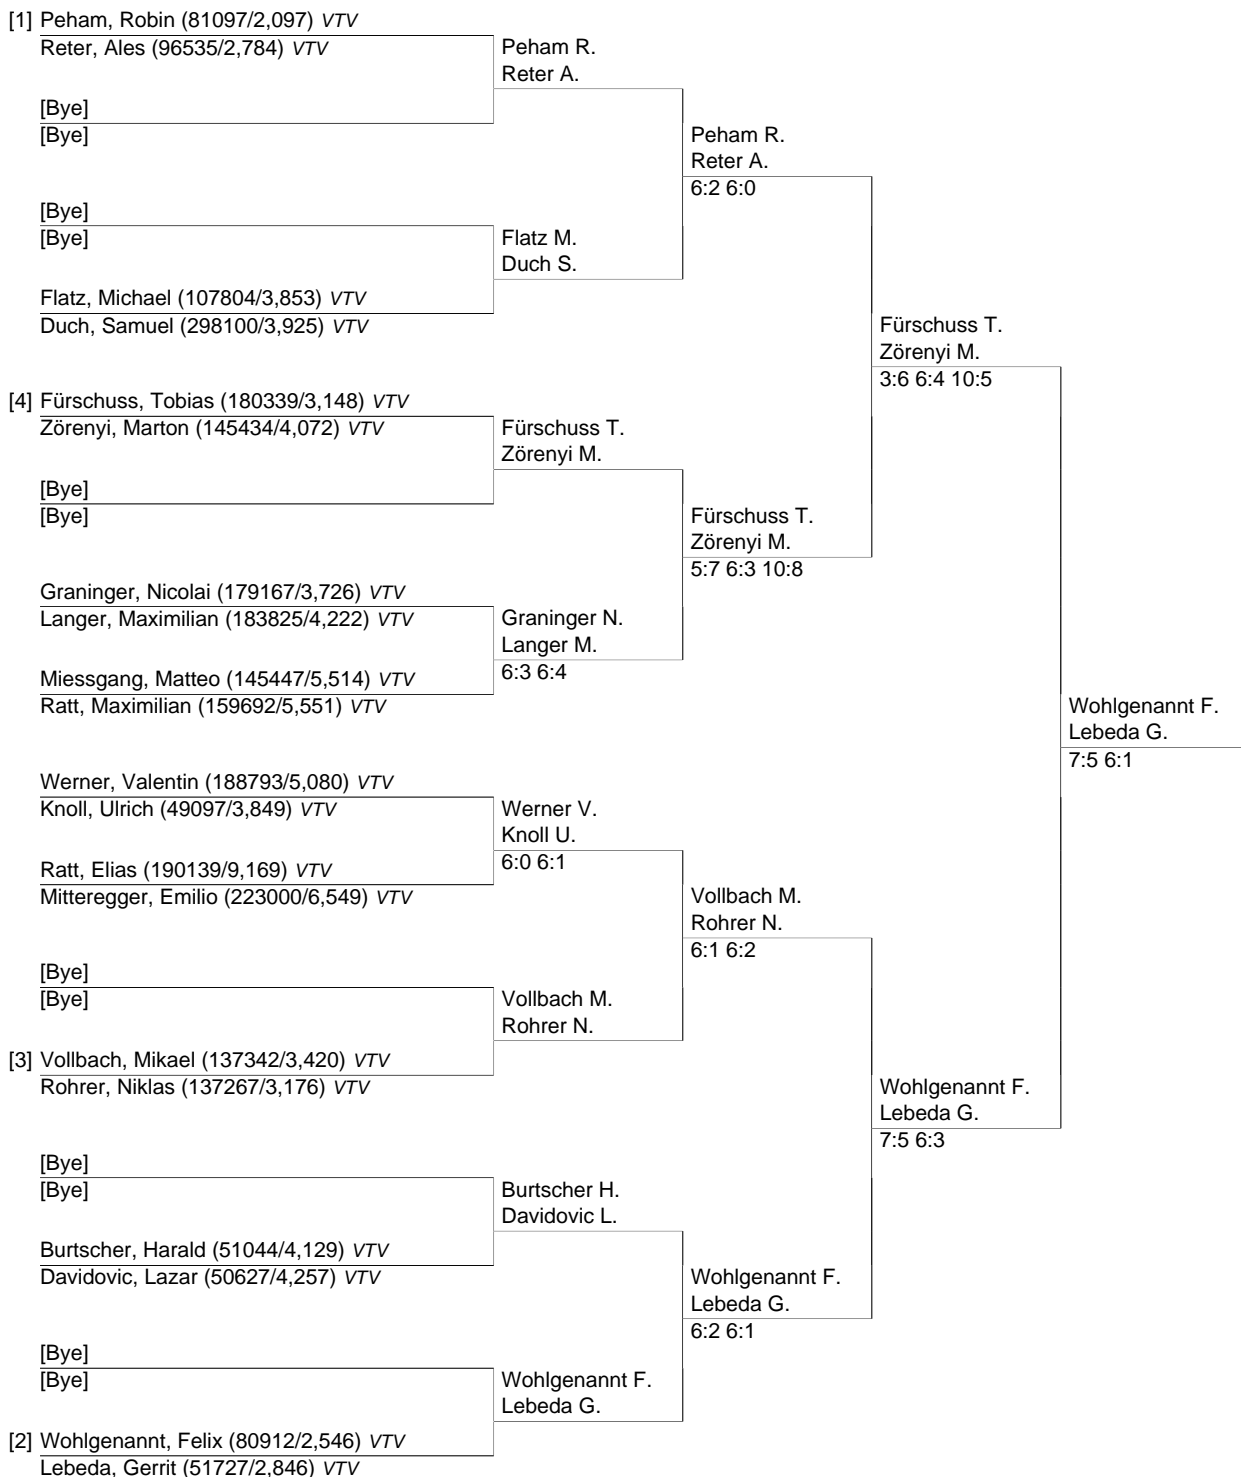 [1] Peham, Robin (81097/2,097) VTV
Reter, Ales (96535/2,784) VTV
[Bye]
[Bye]
[Bye]
[Bye]
Flatz, Michael (107804/3,853) VTV
Duch, Samuel (298100/3,925) VTV
[4] Fürschuss, Tobias (180339/3,148) VTV
Zörenyi, Marton (145434/4,072) VTV
[Bye]
[Bye]
Graninger, Nicolai (179167/3,726) VTV
Langer, Maximilian (183825/4,222) VTV
Miessgang, Matteo (145447/5,514) VTV
Ratt, Maximilian (159692/5,551) VTV
Werner, Valentin (188793/5,080) VTV
Knoll, Ulrich (49097/3,849) VTV
Ratt, Elias (190139/9,169) VTV
Mitteregger, Emilio (223000/6,549) VTV
[Bye]
[Bye]
[3] Vollbach, Mikael (137342/3,420) VTV
Rohrer, Niklas (137267/3,176) VTV
[Bye]
[Bye]
Burtscher, Harald (51044/4,129) VTV
Davidovic, Lazar (50627/4,257) VTV
[Bye]
[Bye]
[2] Wohlgenannt, Felix (80912/2,546) VTV
Lebeda, Gerrit (51727/2,846) VTV
Peham R.
Reter A.
Flatz M.
Duch S.
Fürschuss T.
Zörenyi M.
Graninger N.
Langer M.
6:3 6:4
Werner V.
Knoll U.
6:0 6:1
Vollbach M.
Rohrer N.
Burtscher H.
Davidovic L.
Wohlgenannt F.
Lebeda G.
Peham R.
Reter A.
6:2 6:0
Fürschuss T.
Zörenyi M.
5:7 6:3 10:8
Vollbach M.
Rohrer N.
6:1 6:2
Wohlgenannt F.
Lebeda G.
6:2 6:1
Fürschuss T.
Zörenyi M.
3:6 6:4 10:5
Wohlgenannt F.
Lebeda G.
7:5 6:3
Wohlgenannt F.
Lebeda G.
7:5 6:1